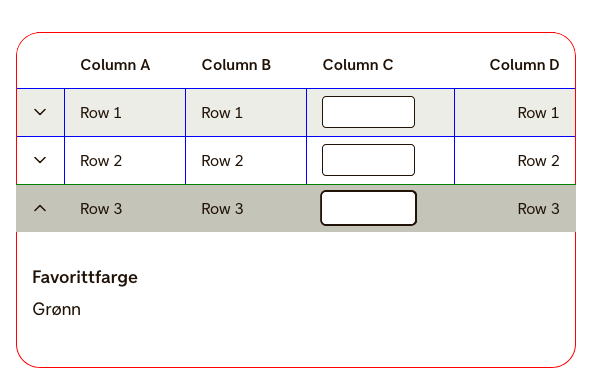 Column A Column B Column C Column D
Row 1 Row 1 Row 1
Row 2 Row 2 Row 2
Row 3 Row 3 Row 3
Favorittfarge
Grønn